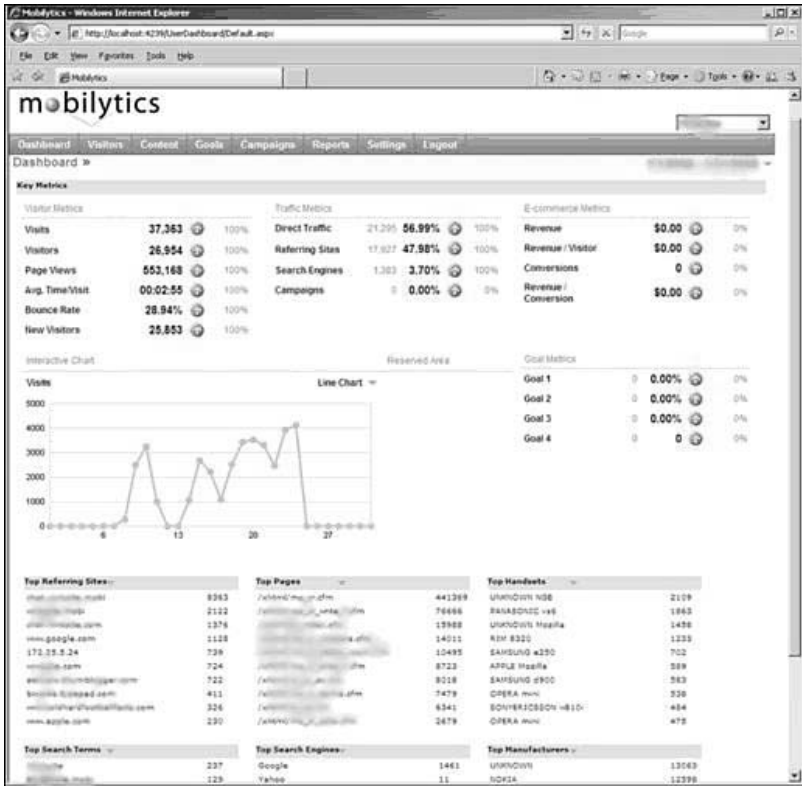 Mobilytics - Windows Internet Explorer
http://localhost:4239/UserDashboard/Default.aspx
Google
File Edit View Favorites Tools Help
Mobilytics
Page Tools
mobilytics
Dashboard Visitors Content Goals Campaigns Reports Settings Logout
Dashboard »
Key Metrics
Visitor Metrics Traffic Metrics E-commerce Metrics
Visits 37,363 100% Direct Traffic 21,295 56.99% 100% Revenue $0.00 0%
Visitors 26,954 100% Referring Sites 17,927 47.98% 100% Revenue / Visitor $0.00 0%
Page Views 553,168 100% Search Engines 1,383 3.70% 100% Conversions 0 0%
Avg. Time/Visit 00:02:55 100% Campaigns 0 0.00% 0% Revenue / Conversion $0.00 0%
Bounce Rate 28.94% 100%
New Visitors 25,853 100%
Interactive Chart Reserved Area Goal Metrics
Visits Line Chart
Goal 1 0 0.00% 0%
Goal 2 0 0.00% 0%
Goal 3 0 0.00% 0%
Goal 4 0 0 0%
5000
4000
3000
2000
1000
0
6 13 20 27
Top Referring Sites Top Pages Top Handsets
8363 441369 UNKNOWN N3B 2109
2122 76666 PANASONIC vs6 1863
1376 15988 UNKNOWN Mozilla 1458
www.google.com 1128 14011 RIM 8320 1233
172.25.5.24 739 10495 SAMSUNG e250 702
724 8723 APPLE Mozilla 589
722 8018 SAMSUNG d900 583
411 7479 OPERA mini 538
326 6341 484
www.apple.com 230 2679 OPERA mini 475
Top Search Terms Top Search Engines Top Manufacturers
237 Google 1461 UNKNOWN 13063
129 Yahoo 11 NOKIA 12398